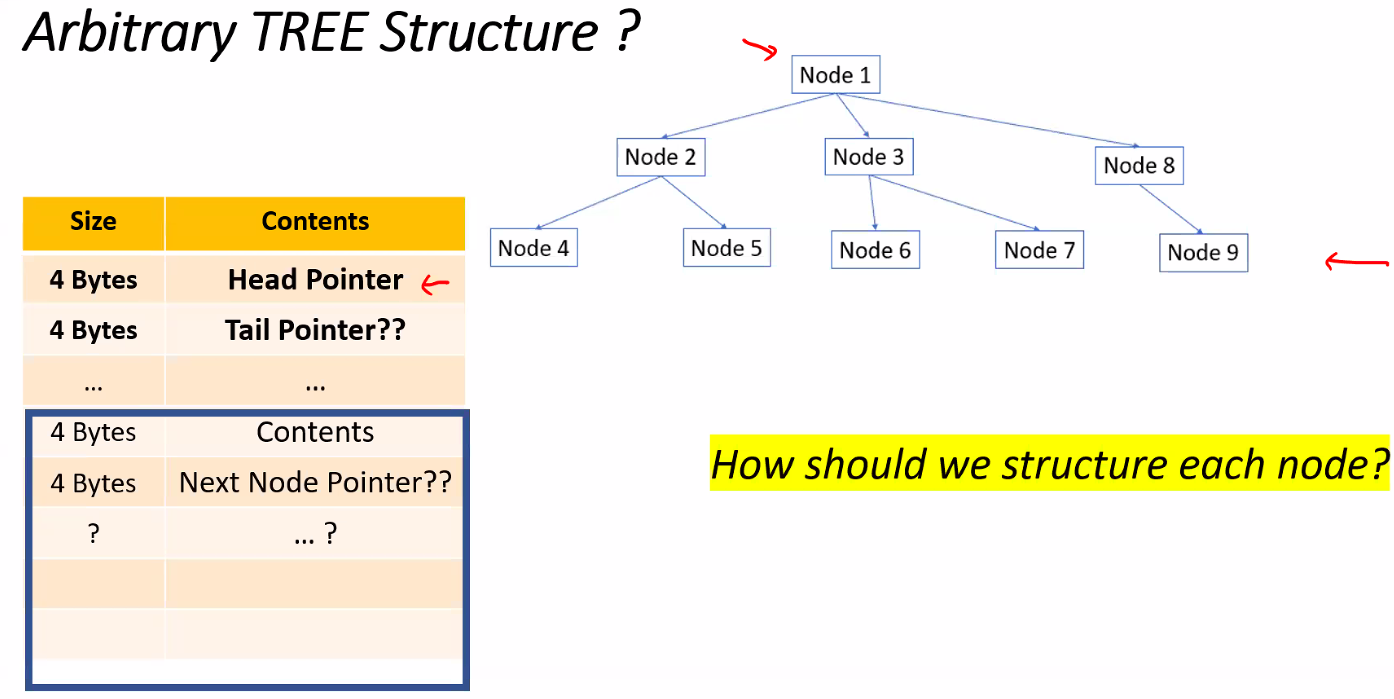 Arbitrary TREE Structure ?
Node 1
Node 2
Node 3
Node 8
Node 4
Node 5
Node 6
Node 7
Node 9
Size Contents
4 Bytes Head Pointer
4 Bytes Tail Pointer??
... ...
4 Bytes Contents
4 Bytes Next Node Pointer??
? ... ?
How should we structure each node?